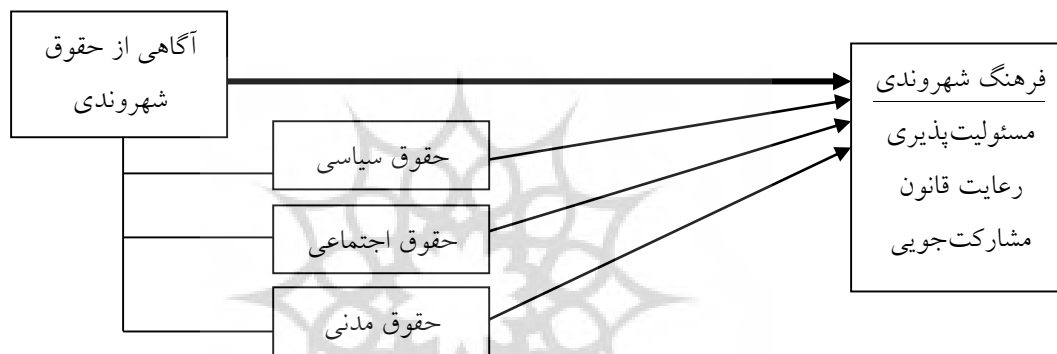 آگاهی از حقوق
شهروندی
حقوق سیاسی
حقوق اجتماعی
حقوق مدنی
فرهنگ شهروندی
مسئولیت‌پذیری
رعایت قانون
مشارکت‌جویی